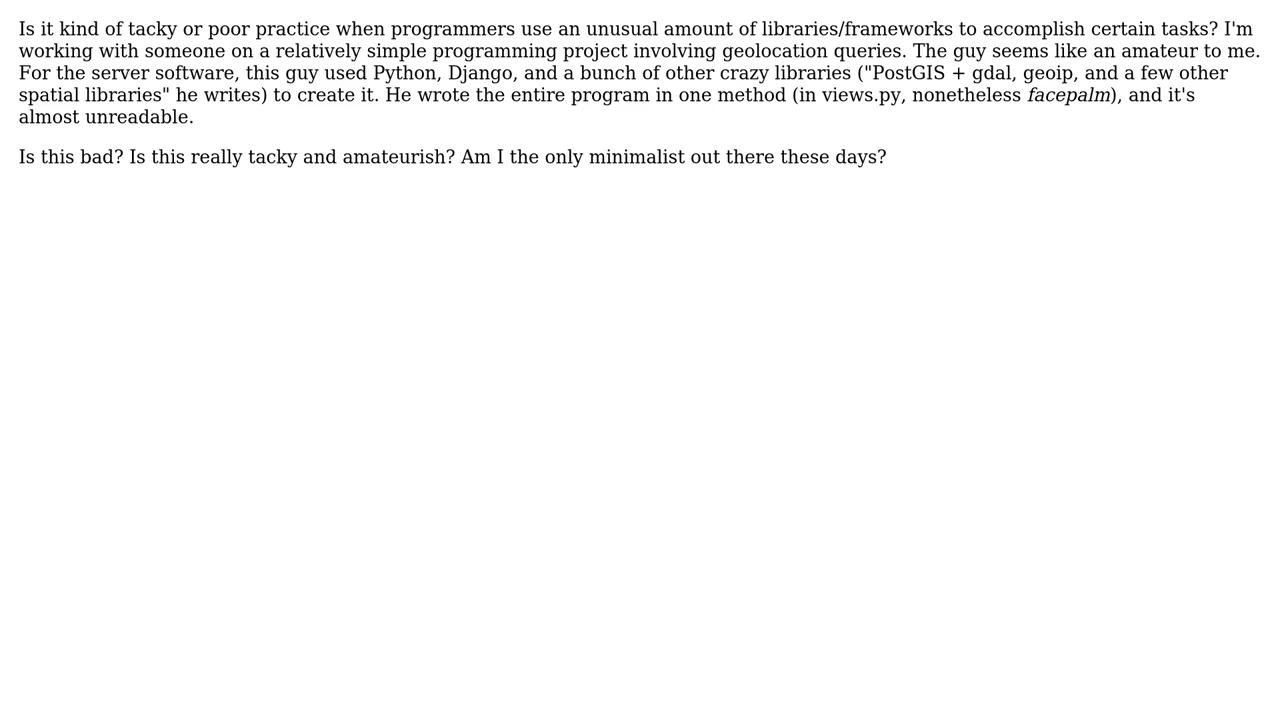 Is it kind of tacky or poor practice when programmers use an unusual amount of libraries/frameworks to accomplish certain tasks? I'm
working with someone on a relatively simple programming project involving geolocation queries. The guy seems like an amateur to me.
For the server software, this guy used Python, Django, and a bunch of other crazy libraries ("PostGIS + gdal, geoip, and a few other
spatial libraries" he writes) to create it. He wrote the entire program in one method (in views.py, nonetheless facepalm), and it's
almost unreadable.
Is this bad? Is this really tacky and amateurish? Am I the only minimalist out there these days?